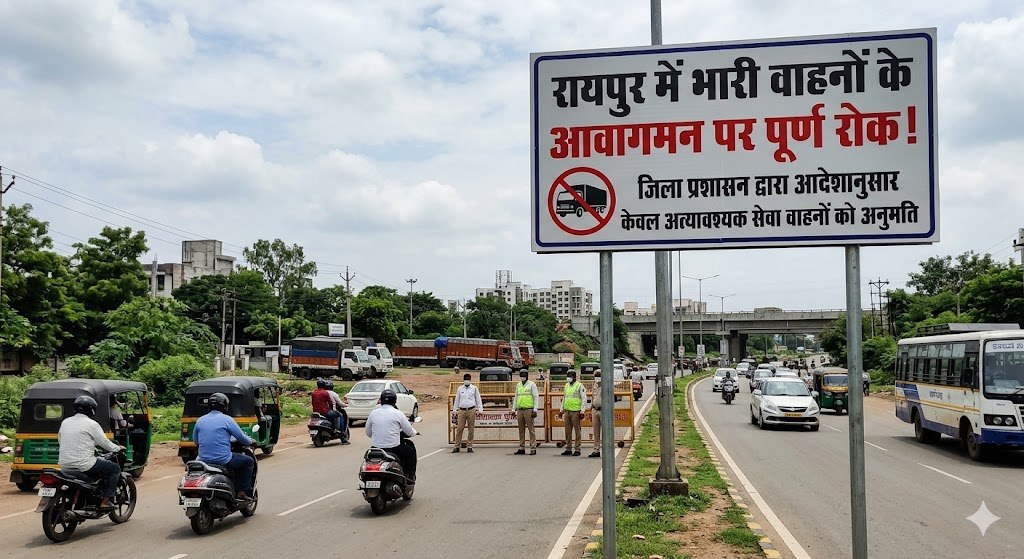 रायपुर में भारी वाहनों के
आवागमन पर पूर्ण रोक!
जिला प्रशासन द्वारा आदेशानुसार
केवल अत्यावश्यक सेवा वाहनों को अनुमति